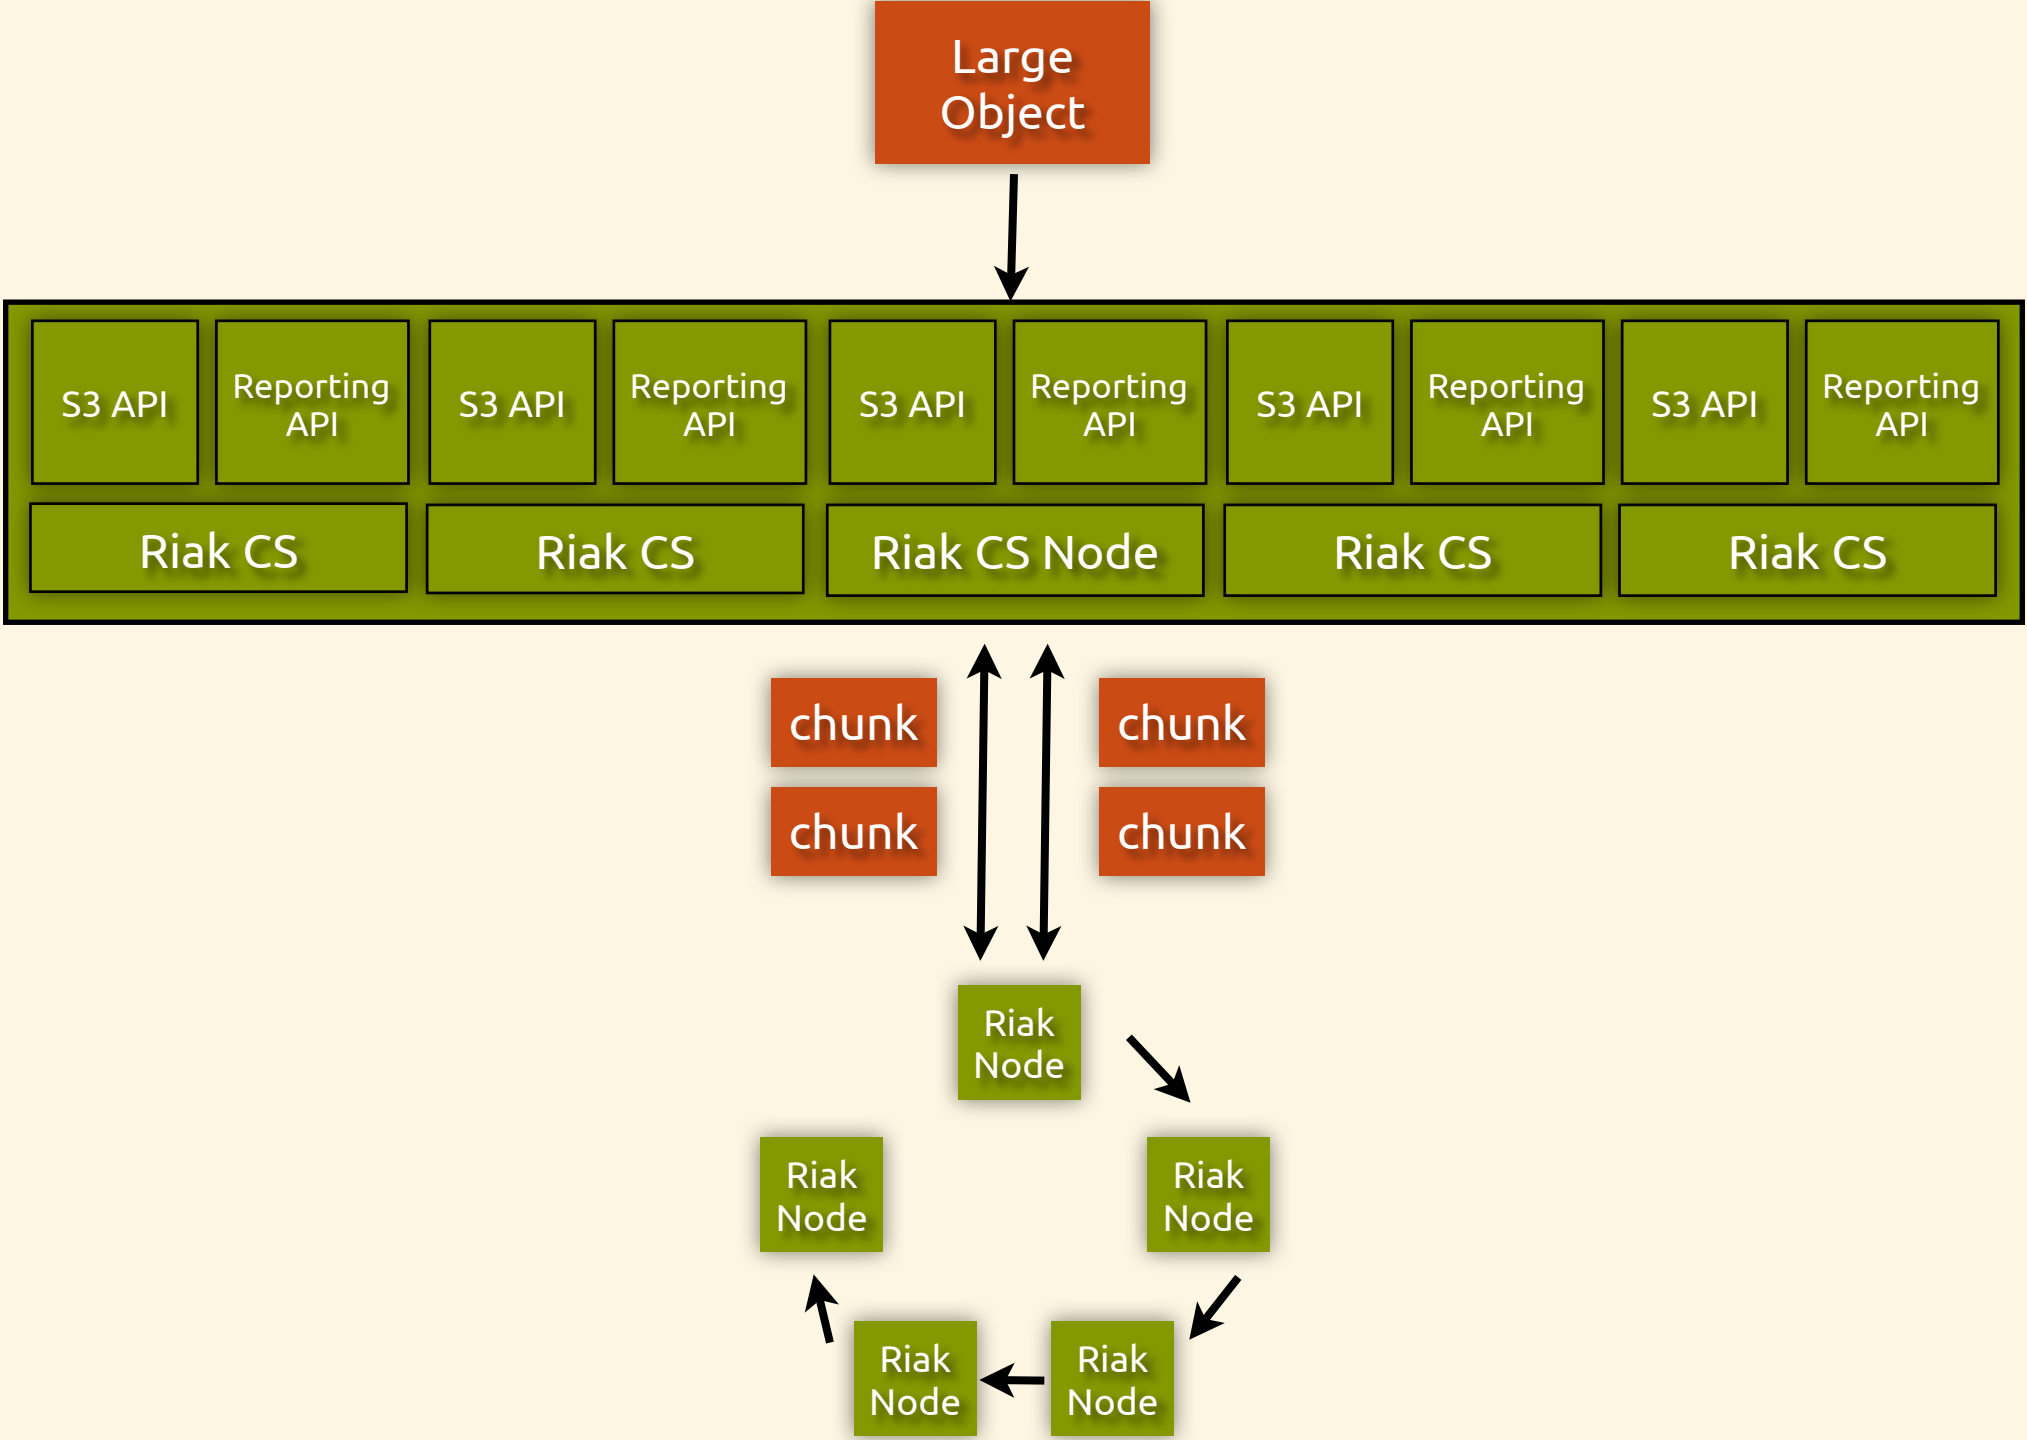 Large
Object
S3 API
Reporting
API
S3 API
Reporting
API
S3 API
Reporting
API
S3 API
Reporting
API
S3 API
Reporting
API
Riak CS
Riak CS
Riak CS Node
Riak CS
Riak CS
chunk
chunk
chunk
chunk
Riak
Node
Riak
Node
Riak
Node
Riak
Node
Riak
Node